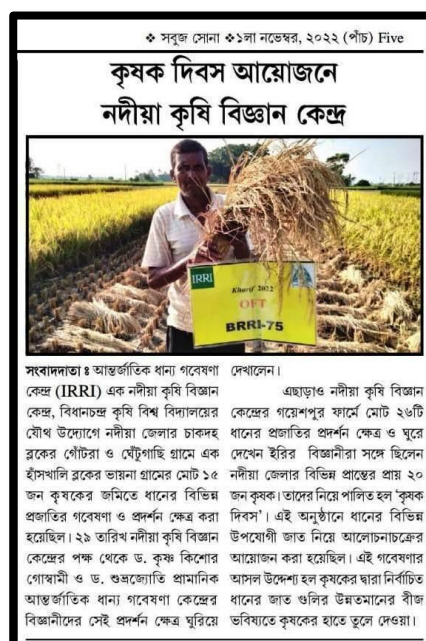 ❖ সবুজ সোনা ❖১লা নভেম্বর, ২০২২ (পাঁচ) Five
কৃষক দিবস আয়োজনে
নদীয়া কৃষি বিজ্ঞান কেন্দ্র
IRRI
Kharif 2022
OFT
BRRI-75
সংবাদদাতা ঃ আন্তর্জাতিক ধান্য গবেষণা
কেন্দ্র (IRRI) এক নদীয়া কৃষি বিজ্ঞান
কেন্দ্র, বিধানচন্দ্র কৃষি বিশ্ব বিদ্যালয়ের
যৌথ উদ্যোগে নদীয়া জেলার চাকদহ
ব্লকের গোঁটরা ও ঘেঁটুগাছি গ্রামে এক
হাঁসখালি ব্লকের ভায়না গ্রামের মোট ১৫
জন কৃষকের জমিতে ধানের বিভিন্ন
প্রজাতির গবেষণা ও প্রদর্শন ক্ষেত্র করা
হয়েছিল। ২৯ তারিখ নদীয়া কৃষি বিজ্ঞান
কেন্দ্রের পক্ষ থেকে ড. কৃষ্ণ কিশোর
গোস্বামী ও ড. শুভ্রজ্যোতি প্রামানিক
আন্তর্জাতিক ধান্য গবেষণা কেন্দ্রের
বিজ্ঞানীদের সেই প্রদর্শন ক্ষেত্র ঘুরিয়ে
দেখালেন।
এছাড়াও নদীয়া কৃষি বিজ্ঞান
কেন্দ্রের গয়েশপুর ফার্মে মোট ২৬টি
ধানের প্রজাতির প্রদর্শন ক্ষেত্র ও ঘুরে
দেখেন ইরির বিজ্ঞানীরা সঙ্গে ছিলেন
নদীয়া জেলার বিভিন্ন প্রান্তের প্রায় ২০
জন কৃষক। তাদের নিয়ে পালিত হল ‘কৃষক
দিবস’। এই অনুষ্ঠানে ধানের বিভিন্ন
উপযোগী জাত নিয়ে আলোচনাচক্রের
আয়োজন করা হয়েছিল। এই গবেষণার
আসল উদ্দেশ্য হল কৃষকের দ্বারা নির্বাচিত
ধানের জাত গুলির উন্নতমানের বীজ
ভবিষ্যতে কৃষকের হাতে তুলে দেওয়া।